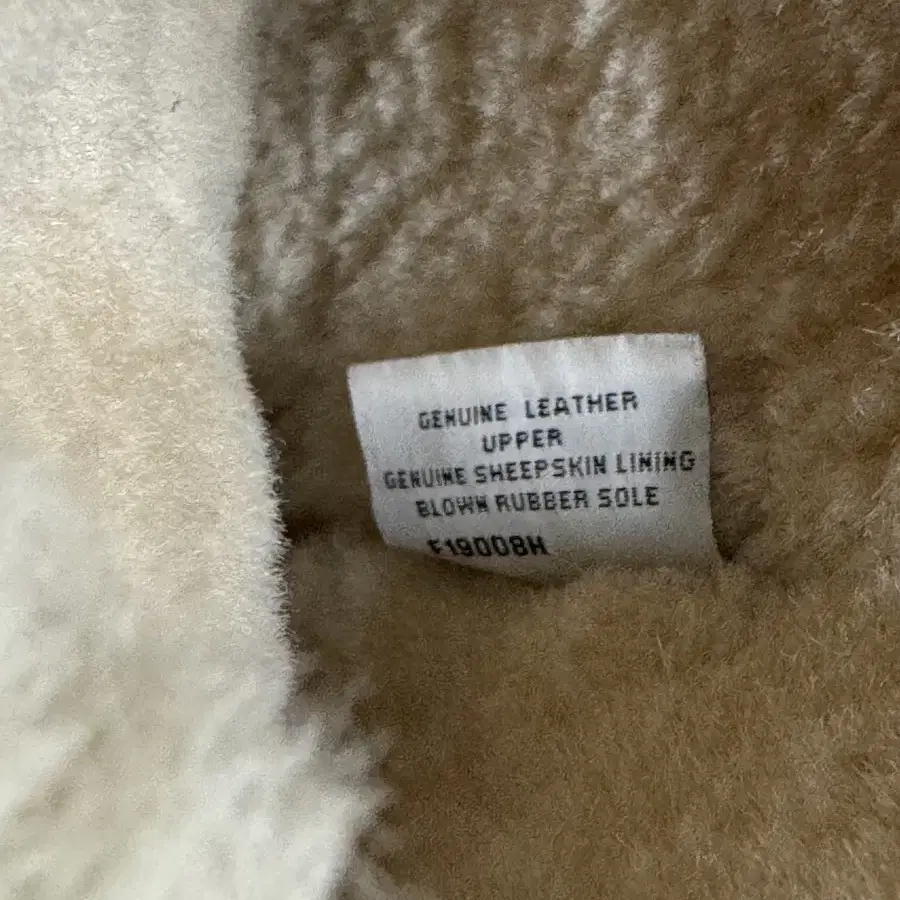 GENUINE LEATHER
UPPER
GENUINE SHEEPSKIN LINING
BLOWN RUBBER SOLE
F19008H